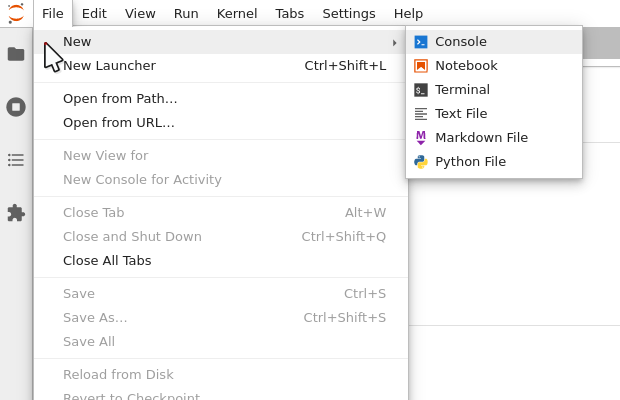 File Edit View Run Kernel Tabs Settings Help
New
New Launcher Ctrl+Shift+L
Open from Path…
Open from URL…
New View for
New Console for Activity
Close Tab Alt+W
Close and Shut Down Ctrl+Shift+Q
Close All Tabs
Save Ctrl+S
Save As… Ctrl+Shift+S
Save All
Reload from Disk
Revert to Checkpoint
Console
Notebook
Terminal
Text File
Markdown File
Python File